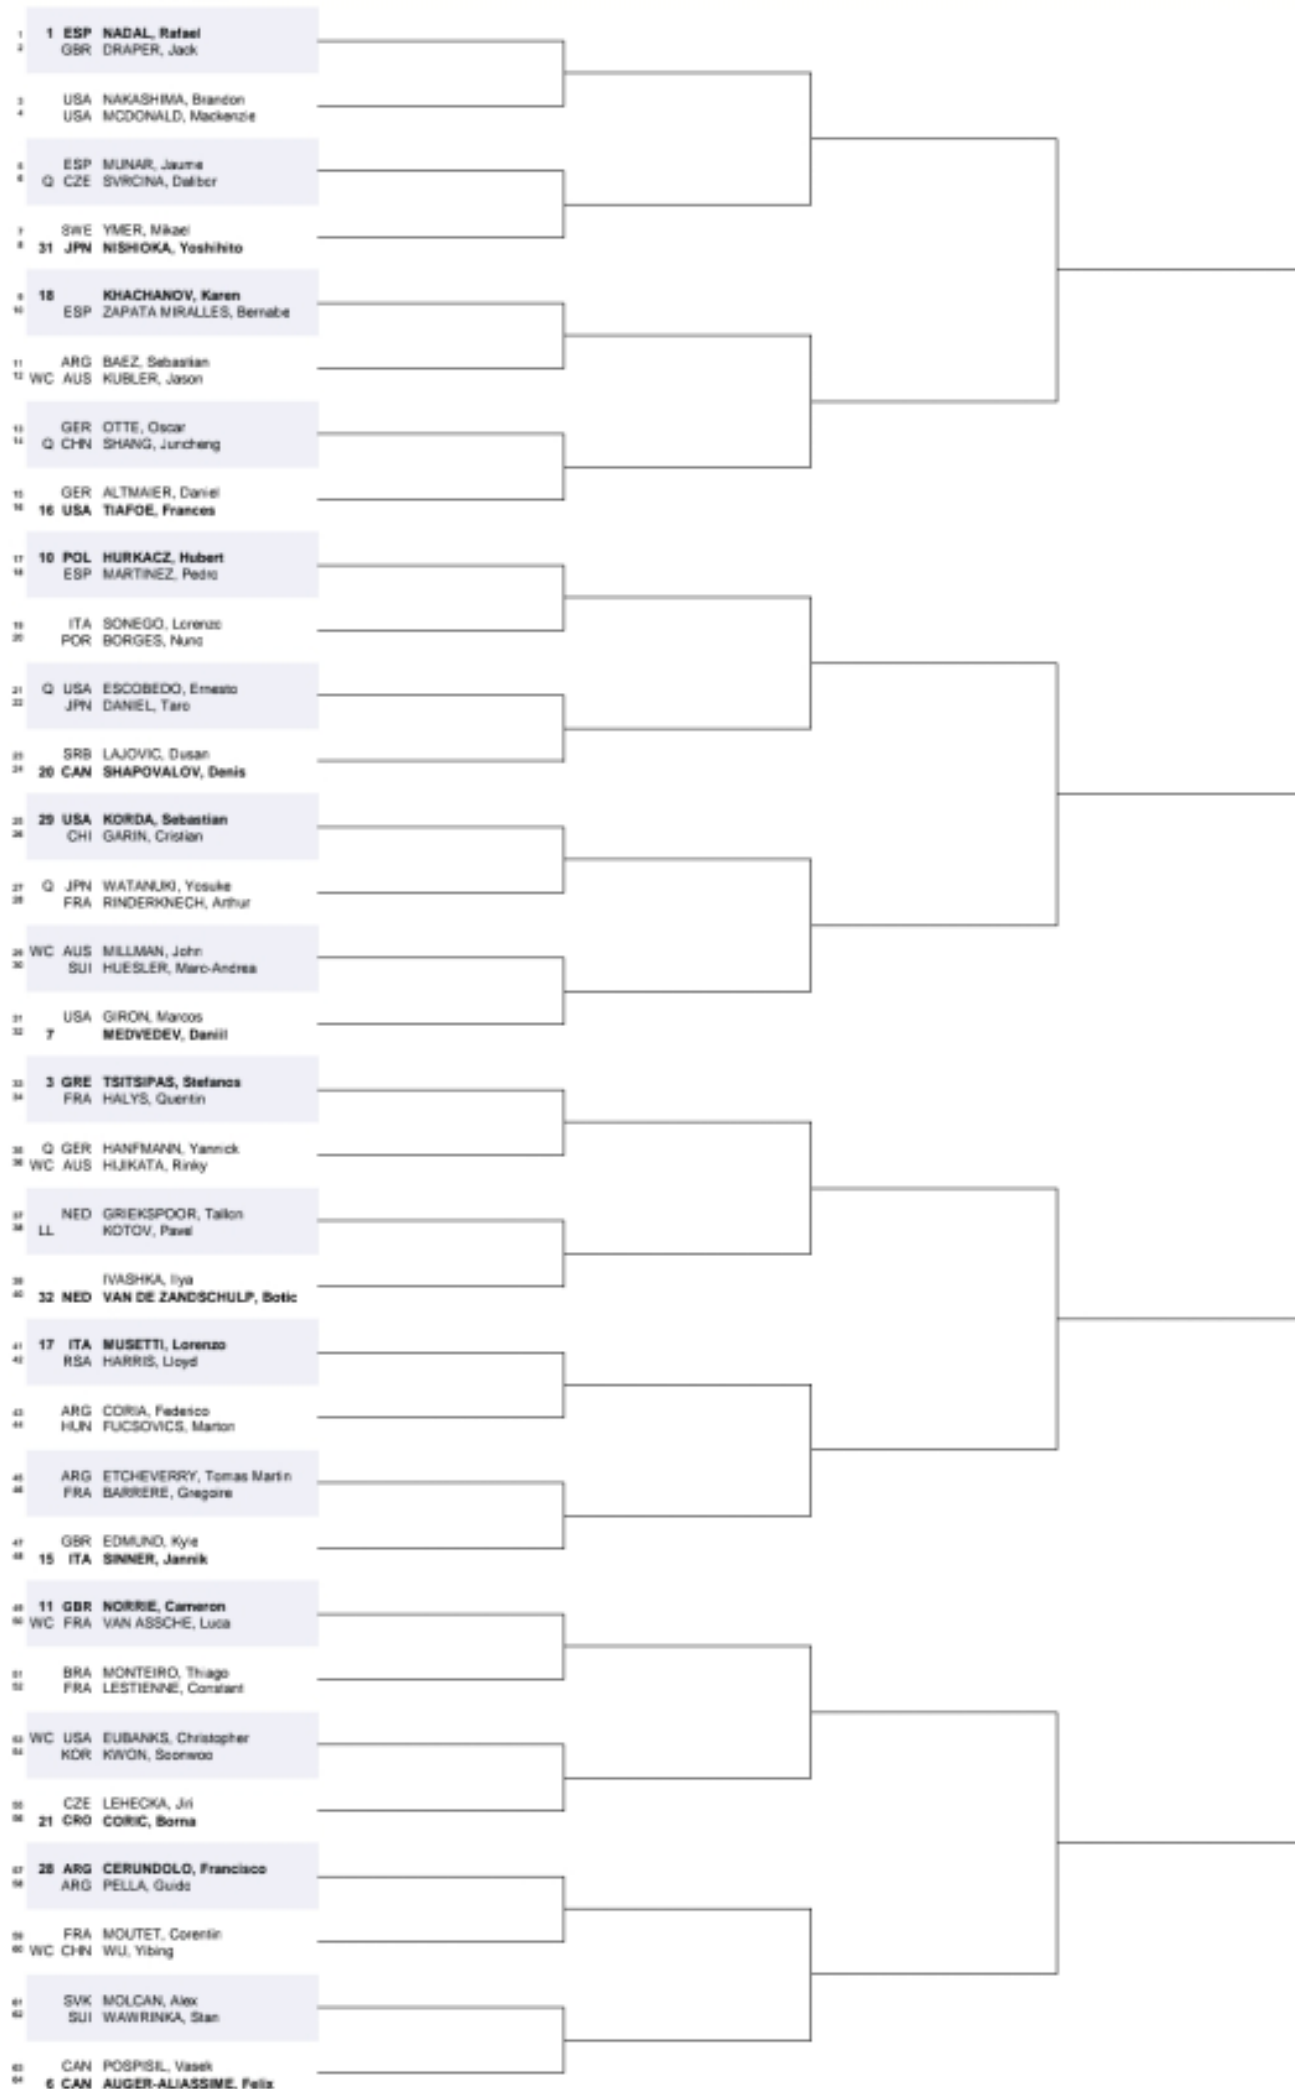 1 1 ESP NADAL, Rafael
2 GBR DRAPER, Jack
3 USA NAKASHIMA, Brandon
4 USA MCDONALD, Mackenzie
5 ESP MUNAR, Jaume
6 Q CZE SVRCINA, Dalibor
7 SWE YMER, Mikael
8 31 JPN NISHIOKA, Yoshihito
9 18 KHACHANOV, Karen
10 ESP ZAPATA MIRALLES, Bernabe
11 ARG BAEZ, Sebastian
12 WC AUS KUBLER, Jason
13 GER OTTE, Oscar
14 Q CHN SHANG, Juncheng
15 GER ALTMAIER, Daniel
16 16 USA TIAFOE, Frances
17 10 POL HURKACZ, Hubert
18 ESP MARTINEZ, Pedro
19 ITA SONEGO, Lorenzo
20 POR BORGES, Nuno
21 Q USA ESCOBEDO, Ernesto
22 JPN DANIEL, Taro
23 SRB LAJOVIC, Dusan
24 20 CAN SHAPOVALOV, Denis
25 29 USA KORDA, Sebastian
26 CHI GARIN, Cristian
27 Q JPN WATANUKI, Yosuke
28 FRA RINDERKNECH, Arthur
29 WC AUS MILLMAN, John
30 SUI HUESLER, Marc-Andrea
31 USA GIRON, Marcos
32 7 MEDVEDEV, Daniil
33 3 GRE TSITSIPAS, Stefanos
34 FRA HALYS, Quentin
35 Q GER HANFMANN, Yannick
36 WC AUS HIJIKATA, Rinky
37 NED GRIEKSPOOR, Tallon
38 LL KOTOV, Pavel
39 IVASHKA, Ilya
40 32 NED VAN DE ZANDSCHULP, Botic
41 17 ITA MUSETTI, Lorenzo
42 RSA HARRIS, Lloyd
43 ARG CORIA, Federico
44 HUN FUCSOVICS, Marton
45 ARG ETCHEVERRY, Tomas Martin
46 FRA BARRERE, Gregoire
47 GBR EDMUND, Kyle
48 15 ITA SINNER, Jannik
49 11 GBR NORRIE, Cameron
50 WC FRA VAN ASSCHE, Luca
51 BRA MONTEIRO, Thiago
52 FRA LESTIENNE, Constant
53 WC USA EUBANKS, Christopher
54 KOR KWON, Soonwoo
55 CZE LEHECKA, Jiri
56 21 CRO CORIC, Borna
57 28 ARG CERUNDOLO, Francisco
58 ARG PELLA, Guido
59 FRA MOUTET, Corentin
60 WC CHN WU, Yibing
61 SVK MOLCAN, Alex
62 SUI WAWRINKA, Stan
63 CAN POSPISIL, Vasek
64 6 CAN AUGER-ALIASSIME, Felix